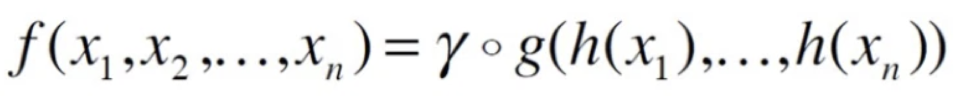 f(x₁,x₂,...,xₙ) = γ ∘ g(h(x₁),...,h(xₙ))